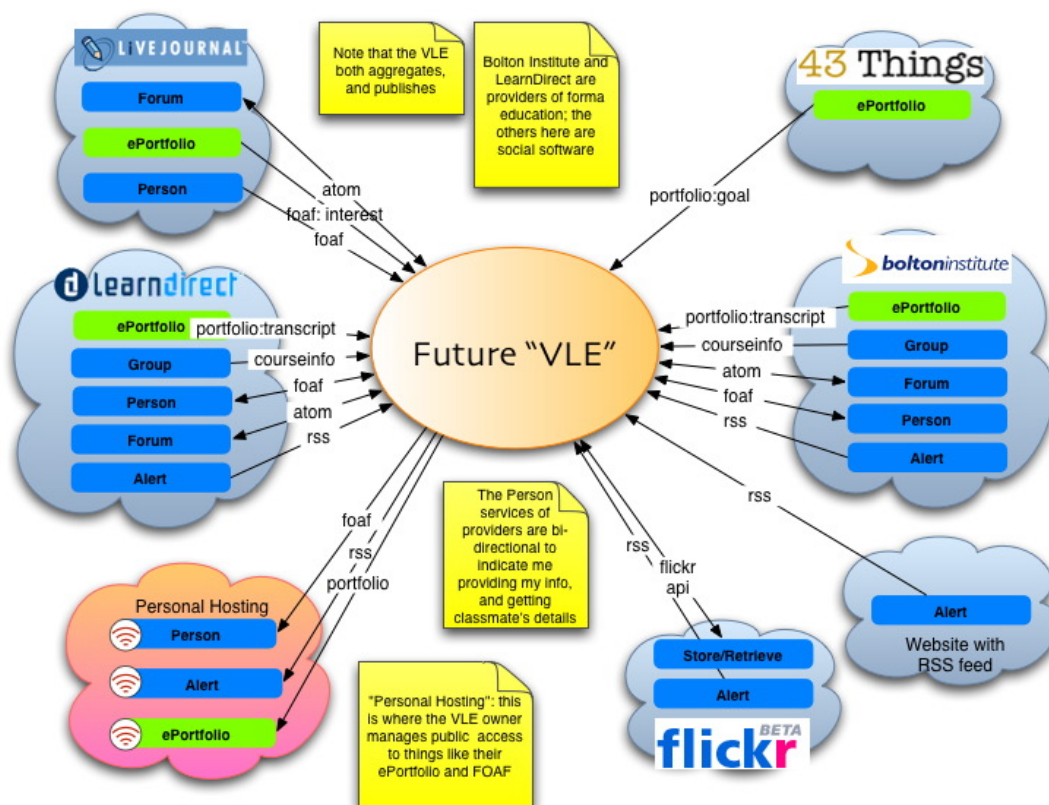 LiVEJOURNAL
Forum
ePortfolio
Person
Note that the VLE
both aggregates,
and publishes
Bolton Institute and
LearnDirect are
providers of forma
education; the
others here are
social software
43 Things
ePortfolio
atom
foaf: interest
foaf
portfolio:goal
learndirect
ePortfolio
Group
Person
Forum
Alert
portfolio:transcript
courseinfo
foaf
atom
rss
Future "VLE"
boltoninstitute
portfolio:transcript
courseinfo
atom
foaf
rss
ePortfolio
Group
Forum
Person
Alert
foaf
rss
portfolio
The Person
services of
providers are bi-
directional to
indicate me
providing my info,
and getting
classmate's details
rss
flickr
api
rss
Personal Hosting
Person
Alert
ePortfolio
"Personal Hosting": this
is where the VLE owner
manages public access
to things like their
ePortfolio and FOAF
Store/Retrieve
Alert
BETA
flickr
Alert
Website with
RSS feed